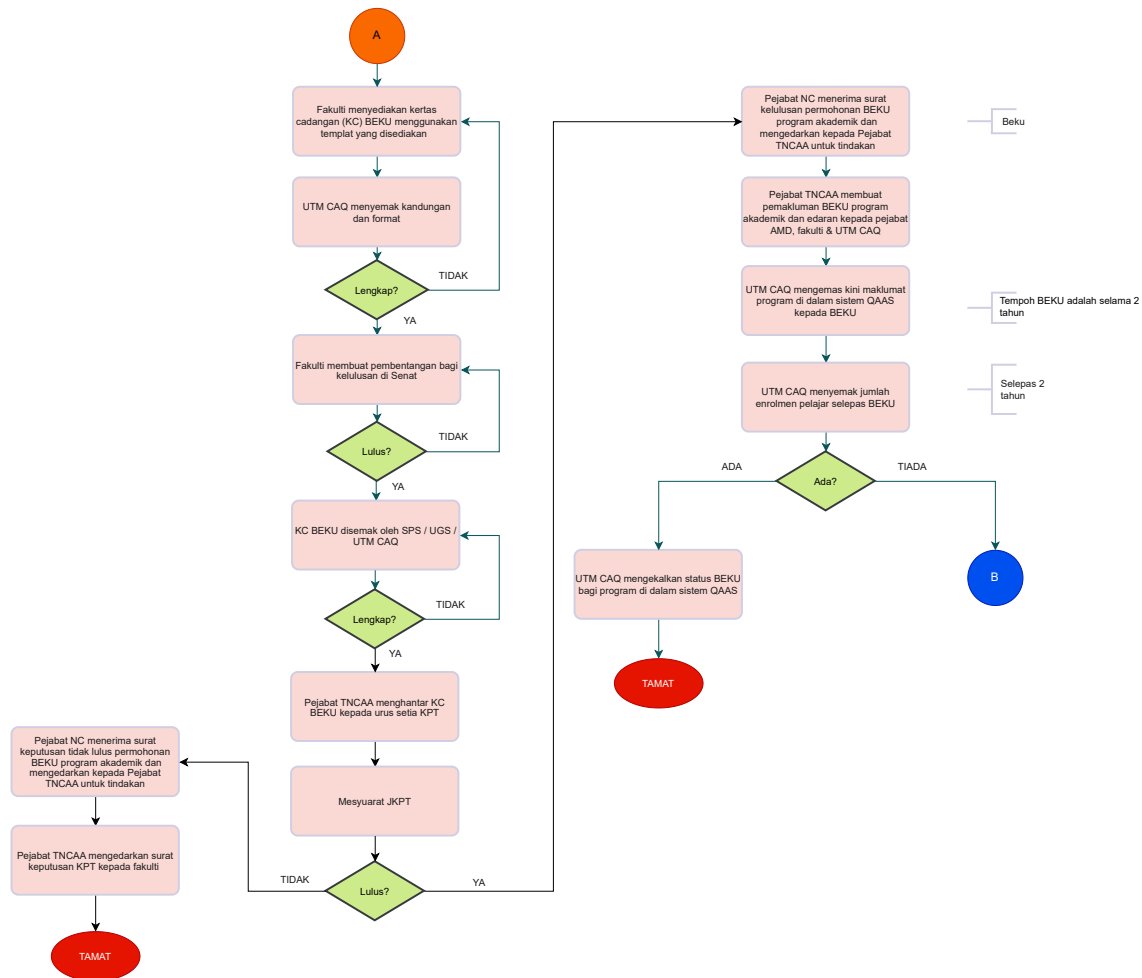 A
Fakulti menyediakan kertas
cadangan (KC) BEKU menggunakan
templat yang disediakan
UTM CAQ menyemak kandungan
dan format
Lengkap?
TIDAK
YA
Fakulti membuat pembentangan bagi
kelulusan di Senat
Lulus?
TIDAK
YA
KC BEKU disemak oleh SPS / UGS /
UTM CAQ
Lengkap?
TIDAK
YA
Pejabat TNCAA menghantar KC
BEKU kepada urus setia KPT
Mesyuarat JKPT
Lulus?
TIDAK
YA
Pejabat NC menerima surat
keputusan tidak lulus permohonan
BEKU program akademik dan
mengedarkan kepada Pejabat
TNCAA untuk tindakan
Pejabat TNCAA mengedarkan surat
keputusan KPT kepada fakulti
TAMAT
Pejabat NC menerima surat
kelulusan permohonan BEKU
program akademik dan
mengedarkan kepada Pejabat
TNCAA untuk tindakan
Beku
Pejabat TNCAA membuat
pemakluman BEKU program
akademik dan edaran kepada pejabat
AMD, fakulti & UTM CAQ
UTM CAQ mengemas kini maklumat
program di dalam sistem QAAS
kepada BEKU
Tempoh BEKU adalah selama 2
tahun
UTM CAQ menyemak jumlah
enrolmen pelajar selepas BEKU
Selepas 2
tahun
Ada?
ADA
TIADA
UTM CAQ mengekalkan status BEKU
bagi program di dalam sistem QAAS
B
TAMAT